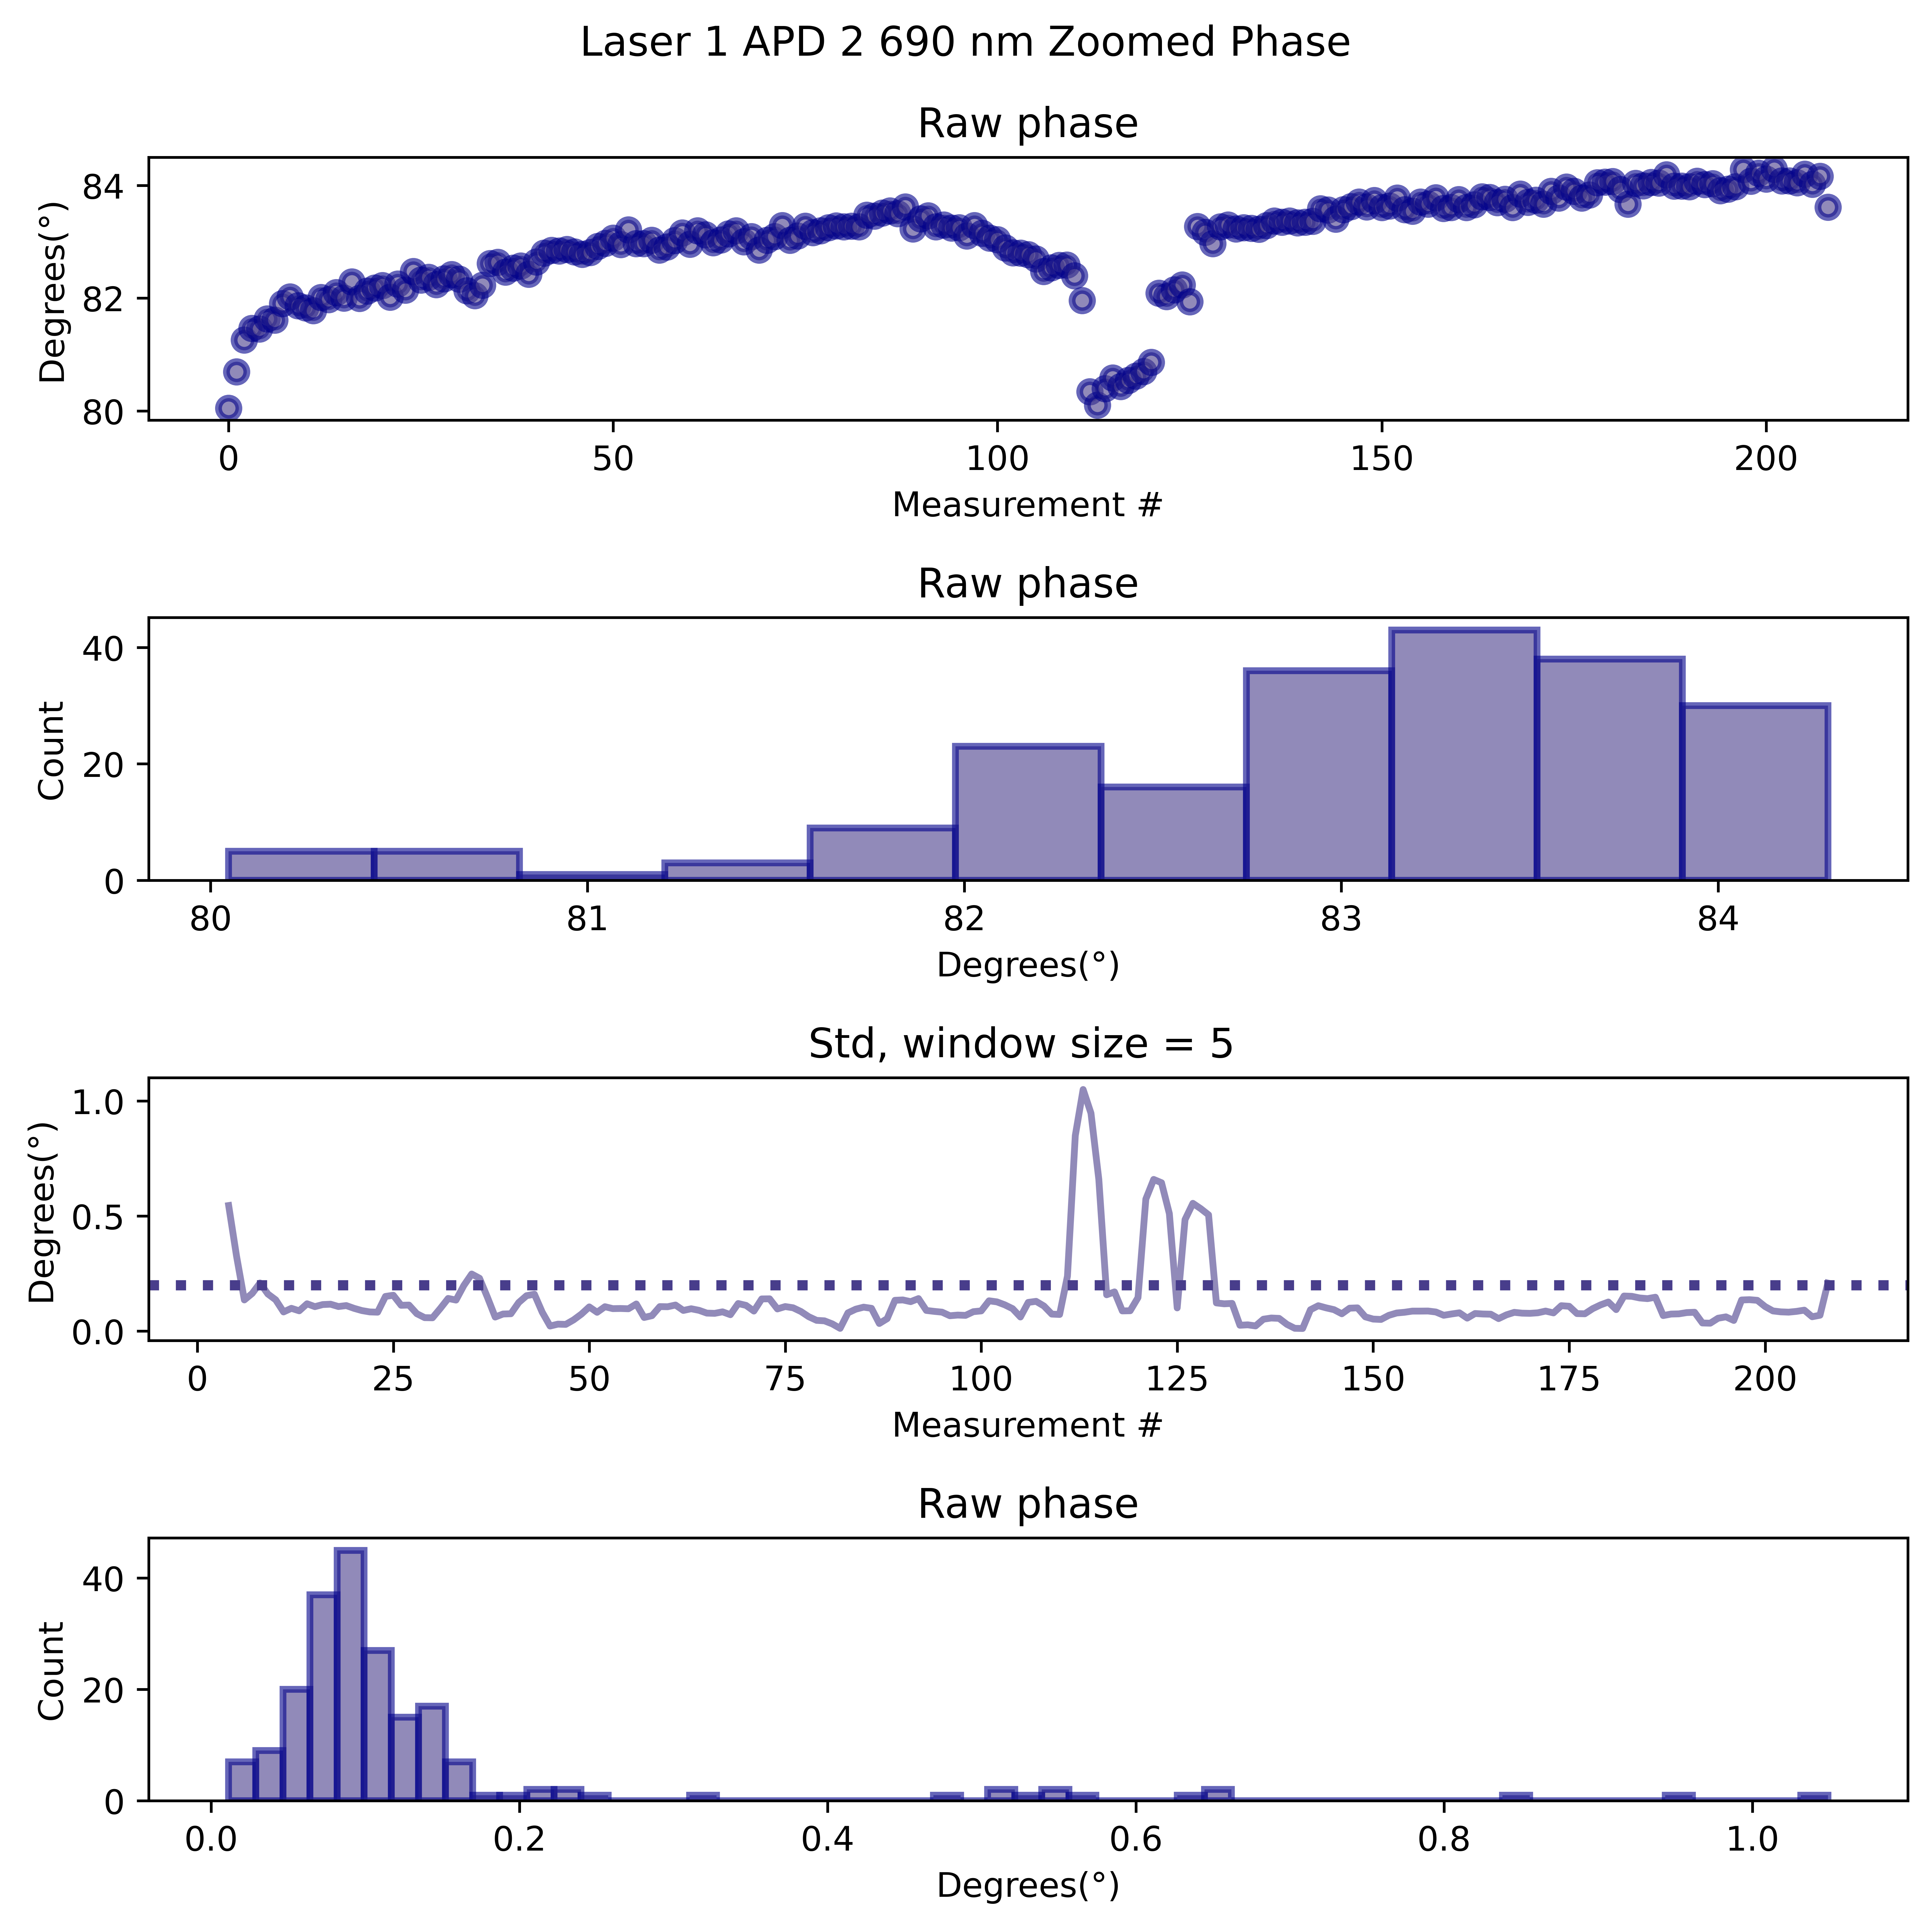 Laser 1 APD 2 690 nm Zoomed Phase
Raw phase
84
82
80
Degrees(°)
0 50 100 150 200
Measurement #
Raw phase
40
20
0
Count
80 81 82 83 84
Degrees(°)
Std, window size = 5
1.0
0.5
0.0
Degrees(°)
0 25 50 75 100 125 150 175 200
Measurement #
Raw phase
40
20
0
Count
0.0 0.2 0.4 0.6 0.8 1.0
Degrees(°)